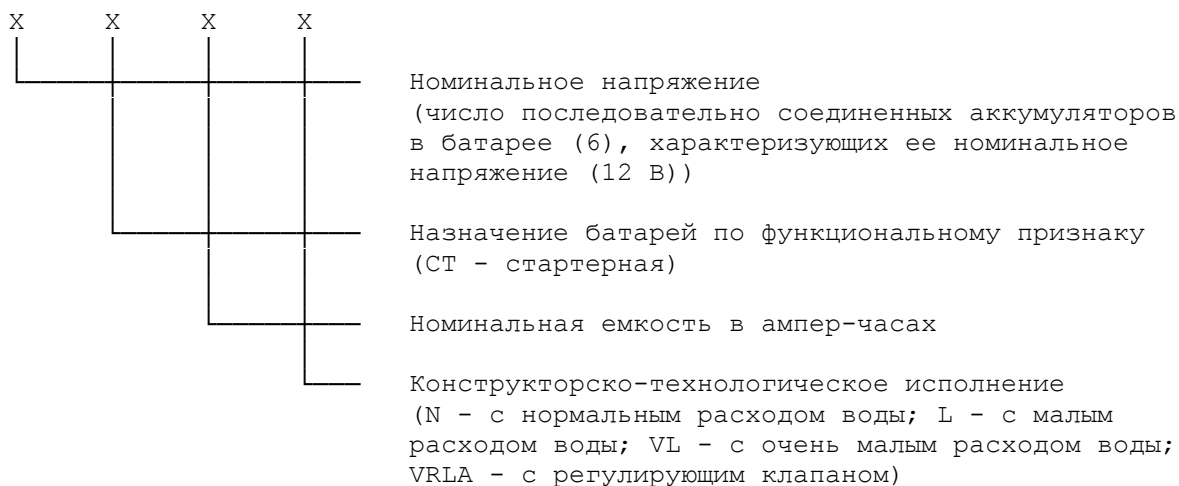 X X X X
Номинальное напряжение
(число последовательно соединенных аккумуляторов
в батарее (6), характеризующих ее номинальное
напряжение (12 В))
Назначение батарей по функциональному признаку
(СТ - стартерная)
Номинальная емкость в ампер-часах
Конструкторско-технологическое исполнение
(N - с нормальным расходом воды; L - с малым
расходом воды; VL - с очень малым расходом воды;
VRLA - с регулирующим клапаном)